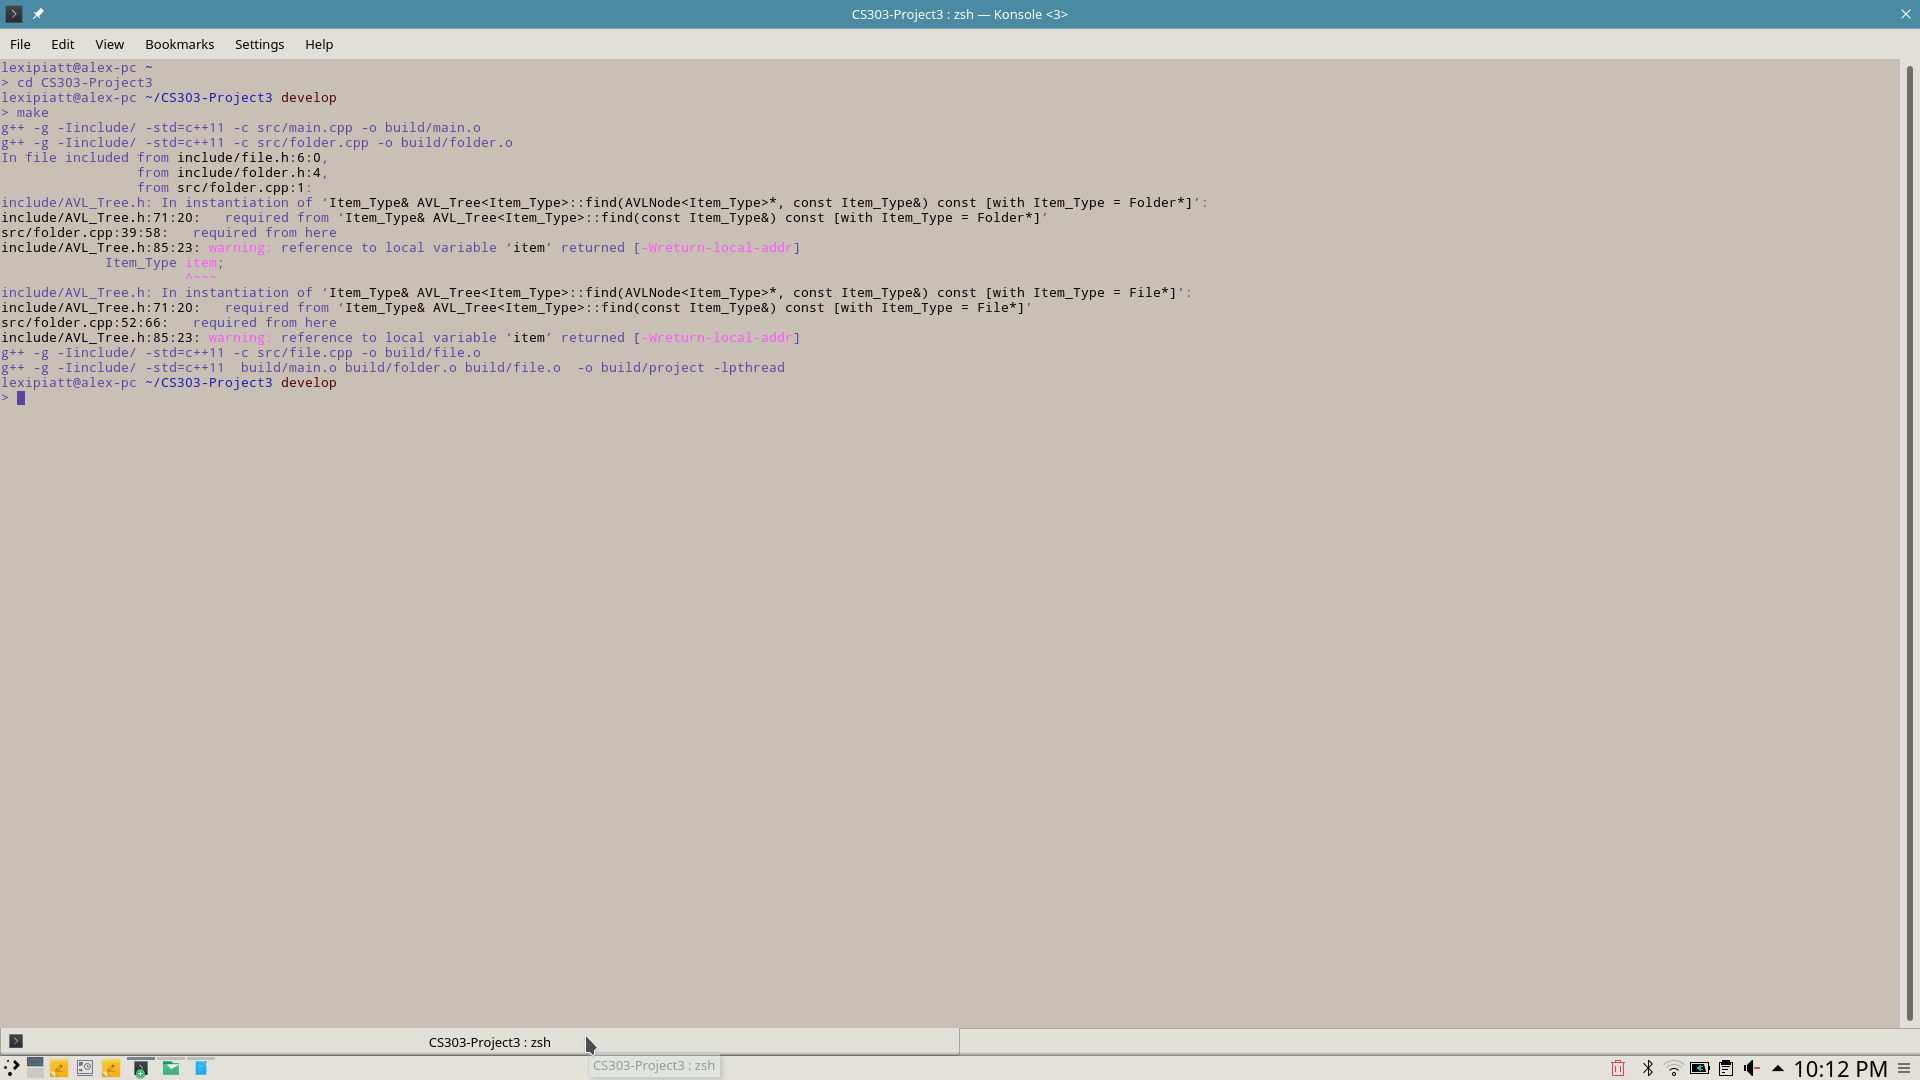 CS303-Project3 : zsh — Konsole <3>
File Edit View Bookmarks Settings Help
lexipiatt@alex-pc ~
> cd CS303-Project3
lexipiatt@alex-pc ~/CS303-Project3 develop
> make
g++ -g -Iinclude/ -std=c++11 -c src/main.cpp -o build/main.o
g++ -g -Iinclude/ -std=c++11 -c src/folder.cpp -o build/folder.o
In file included from include/file.h:6:0,
                 from include/folder.h:4,
                 from src/folder.cpp:1:
include/AVL_Tree.h: In instantiation of ‘Item_Type& AVL_Tree<Item_Type>::find(AVLNode<Item_Type>*, const Item_Type&) const [with Item_Type = Folder*]’:
include/AVL_Tree.h:71:20:   required from ‘Item_Type& AVL_Tree<Item_Type>::find(const Item_Type&) const [with Item_Type = Folder*]’
src/folder.cpp:39:58:   required from here
include/AVL_Tree.h:85:23: warning: reference to local variable ‘item’ returned [-Wreturn-local-addr]
             Item_Type item;
                       ^~~~
include/AVL_Tree.h: In instantiation of ‘Item_Type& AVL_Tree<Item_Type>::find(AVLNode<Item_Type>*, const Item_Type&) const [with Item_Type = File*]’:
include/AVL_Tree.h:71:20:   required from ‘Item_Type& AVL_Tree<Item_Type>::find(const Item_Type&) const [with Item_Type = File*]’
src/folder.cpp:52:66:   required from here
include/AVL_Tree.h:85:23: warning: reference to local variable ‘item’ returned [-Wreturn-local-addr]
g++ -g -Iinclude/ -std=c++11 -c src/file.cpp -o build/file.o
g++ -g -Iinclude/ -std=c++11  build/main.o build/folder.o build/file.o  -o build/project -lpthread
lexipiatt@alex-pc ~/CS303-Project3 develop
>
CS303-Project3 : zsh
CS303-Project3 : zsh
10:12 PM